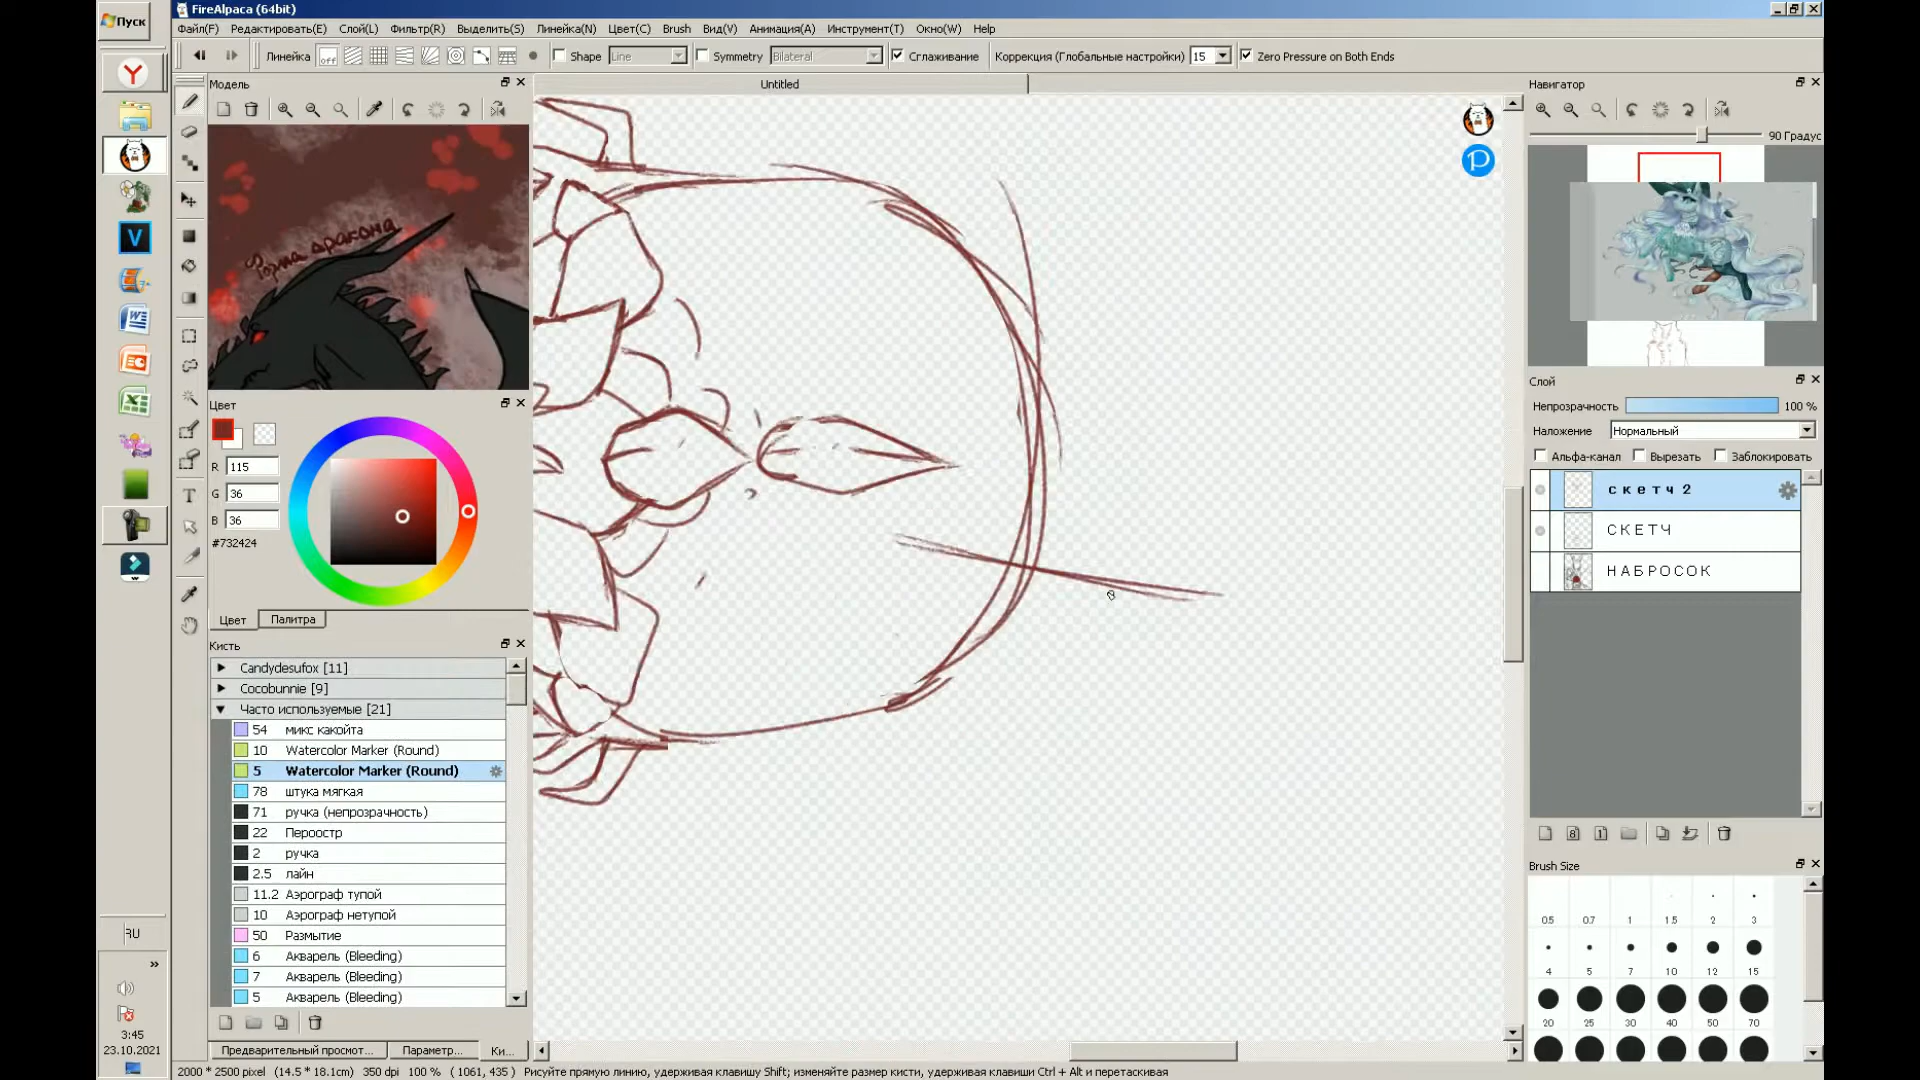 Пуск
FireAlpaca (64bit)
Файл(F) Редактировать(E) Слой(L) Фильтр(R) Выделить(S) Линейка(N) Цвет(C) Brush Вид(V) Анимация(A) Инструмент(T) Окно(W) Help
Линейка off Shape Line Symmetry Bilateral Сглаживание Коррекция (Глобальные настройки) 15 Zero Pressure on Both Ends
Модель
Untitled
Навигатор
90 Градус
дракона
Слой
Непрозрачность 100 %
Наложение Нормальный
Альфа-канал Вырезать Заблокировать
скетч 2
СКЕТЧ
НАБРОСОК
Цвет
R 115
G 36
B 36
#732424
Цвет Палитра
Кисть
Candydesufox [11]
Cocobunnie [9]
Часто используемые [21]
54 микс какойта
10 Watercolor Marker (Round)
5 Watercolor Marker (Round)
78 штука мягкая
71 ручка (непрозрачность)
22 Пероостр
2 ручка
2.5 лайн
11.2 Аэрограф тупой
10 Аэрограф нетупой
50 Размытие
6 Акварель (Bleeding)
7 Акварель (Bleeding)
5 Акварель (Bleeding)
Предварительный просмот... Параметр... Ки...
Brush Size
0.5 0.7 1 1.5 2 3
4 5 7 10 12 15
20 25 30 40 50 70
RU
3:45
23.10.2021
2000 * 2500 pixel (14.5 * 18.1cm) 350 dpi 100 % ( 1061, 435 ) Рисуйте прямую линию, удерживая клавишу Shift; изменяйте размер кисти, удерживая клавиши Ctrl + Alt и перетаскивая